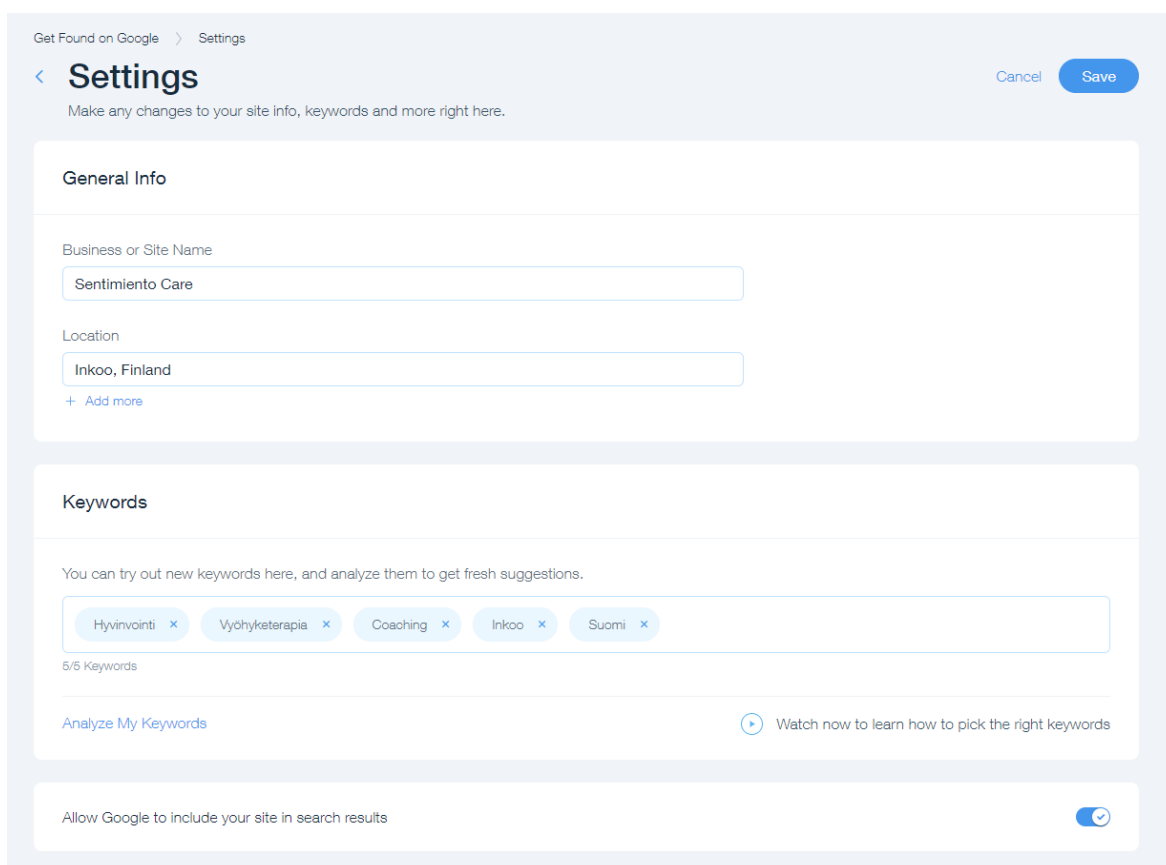 Get Found on Google > Settings
Settings
Cancel
Save
Make any changes to your site info, keywords and more right here.
General Info
Business or Site Name
Sentimiento Care
Location
Inkoo, Finland
+ Add more
Keywords
You can try out new keywords here, and analyze them to get fresh suggestions.
Hyvinvointi × Vyöhyketerapia × Coaching × Inkoo × Suomi ×
5/5 Keywords
Analyze My Keywords
Watch now to learn how to pick the right keywords
Allow Google to include your site in search results